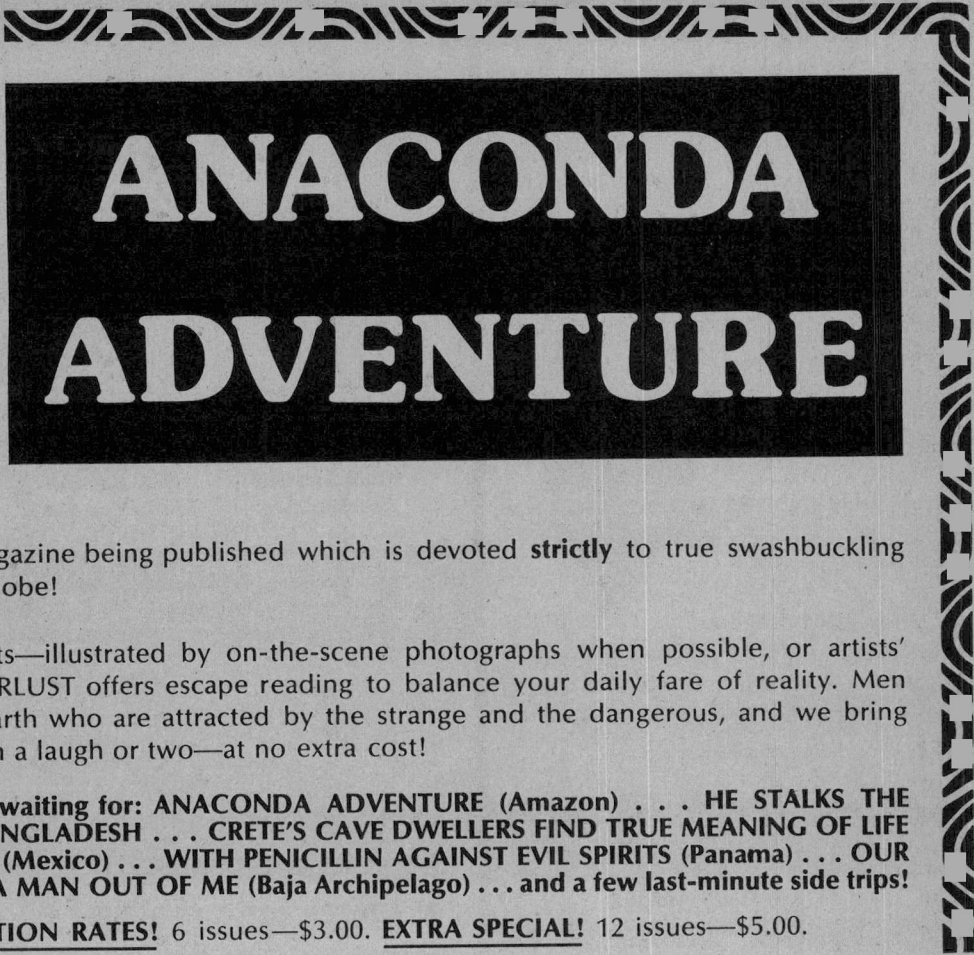 ANACONDA
ADVENTURE
gazine being published which is devoted strictly to true swashbuckling
obe!
ts—illustrated by on-the-scene photographs when possible, or artists’
RLUST offers escape reading to balance your daily fare of reality. Men
arth who are attracted by the strange and the dangerous, and we bring
a laugh or two—at no extra cost!
waiting for: ANACONDA ADVENTURE (Amazon) . . . HE STALKS THE
NGLADESH . . . CRETE’S CAVE DWELLERS FIND TRUE MEANING OF LIFE
(Mexico) . . . WITH PENICILLIN AGAINST EVIL SPIRITS (Panama) . . . OUR
A MAN OUT OF ME (Baja Archipelago) . . . and a few last-minute side trips!
TION RATES! 6 issues—$3.00. EXTRA SPECIAL! 12 issues—$5.00.